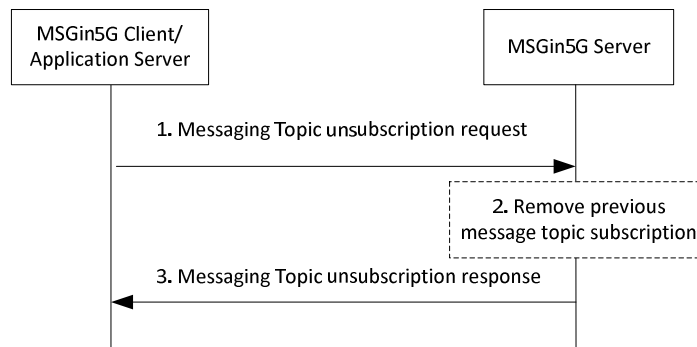 MSGin5G Client/
Application Server
MSGin5G Server
1. Messaging Topic unsubscription request
2. Remove previous
message topic subscription
3. Messaging Topic unsubscription response